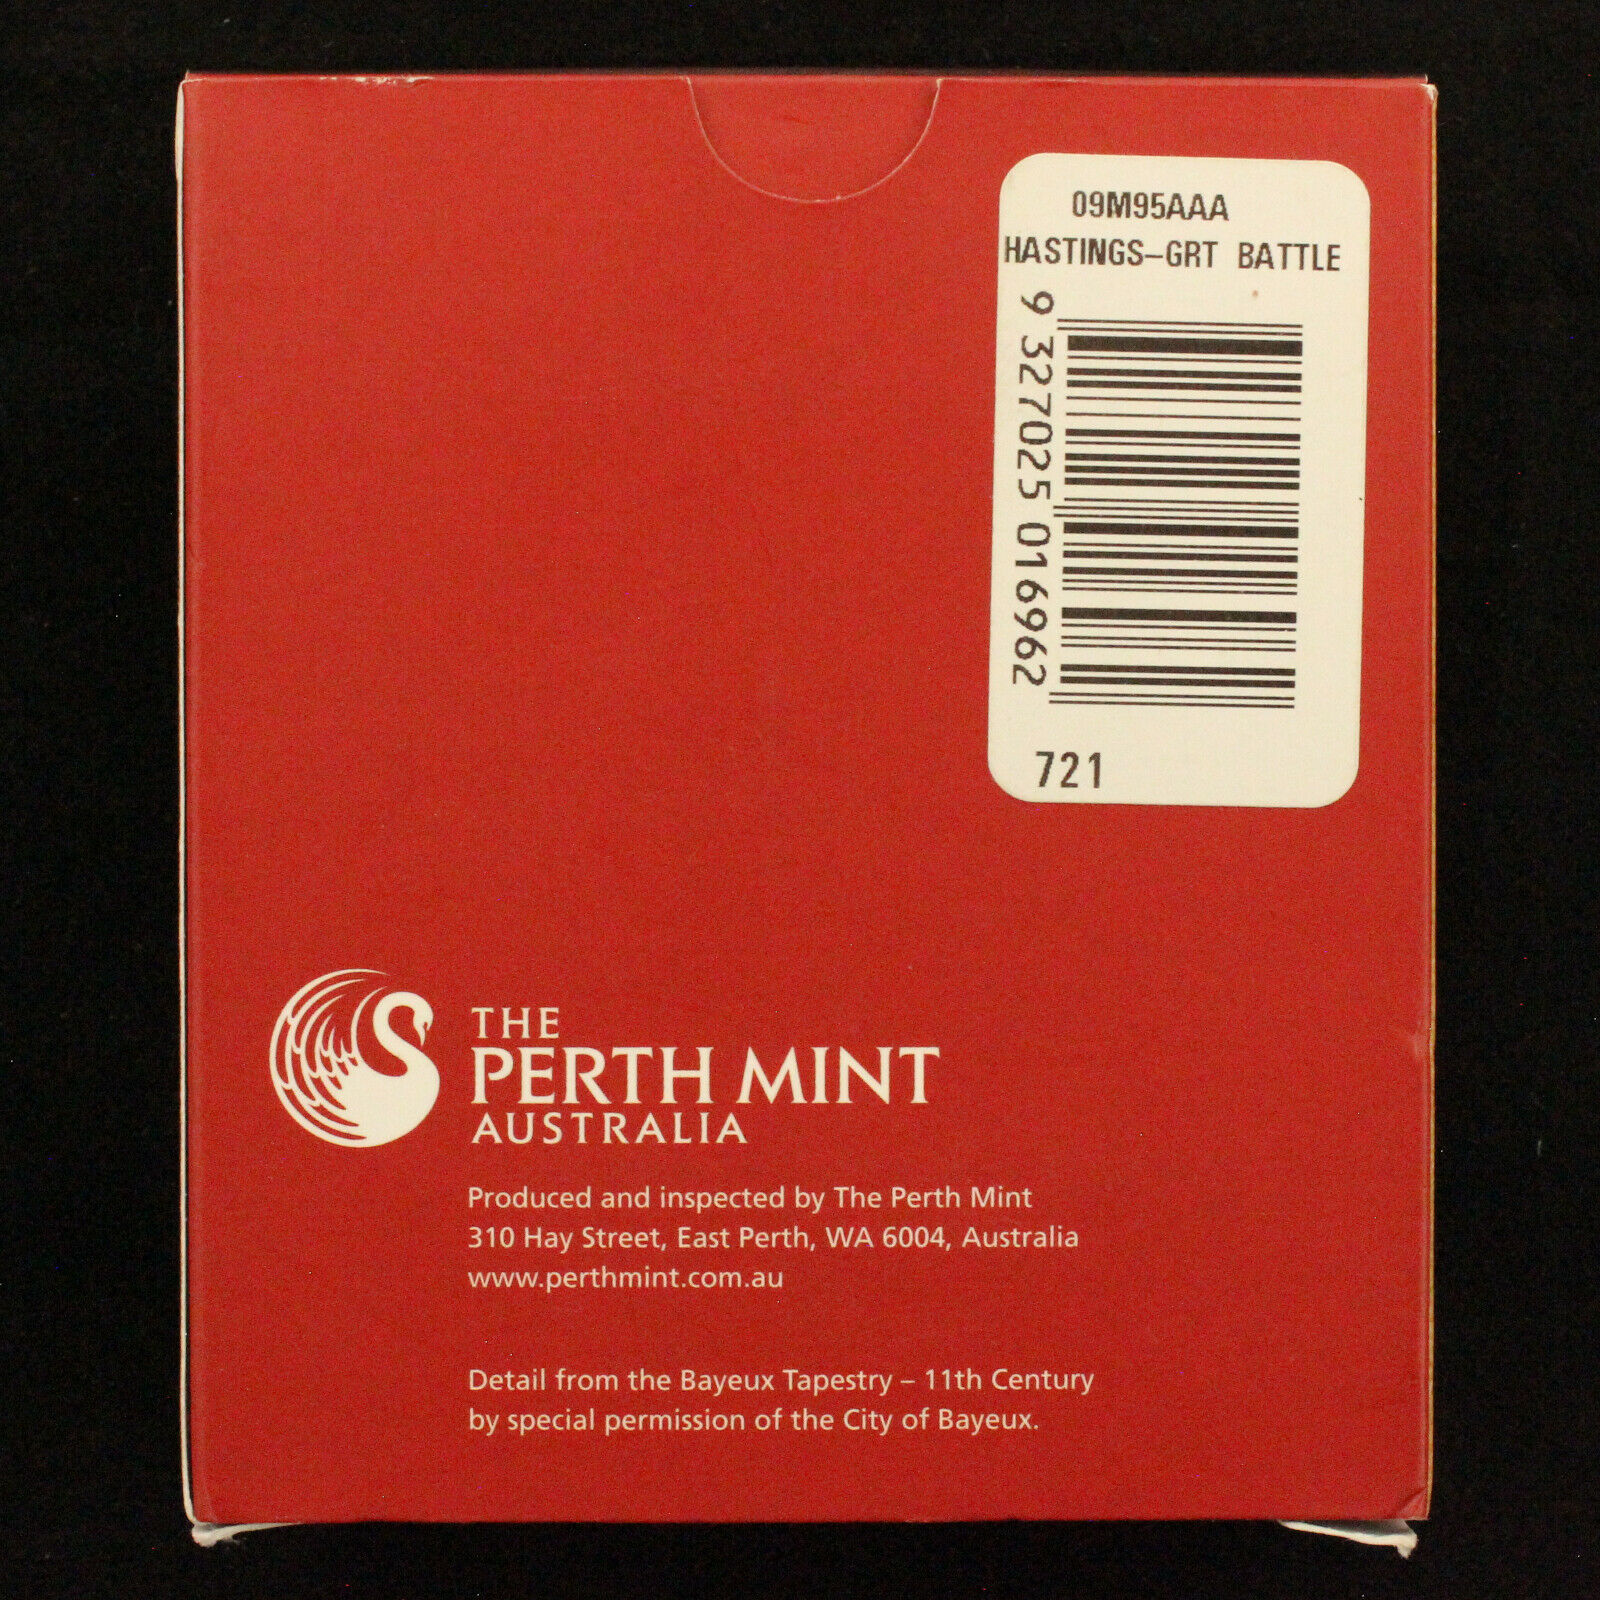 09M95AAA
HASTINGS-GRT BATTLE
9 327025 016962
721
THE
PERTH MINT
AUSTRALIA
Produced and inspected by The Perth Mint
310 Hay Street, East Perth, WA 6004, Australia
www.perthmint.com.au
Detail from the Bayeux Tapestry – 11th Century
by special permission of the City of Bayeux.